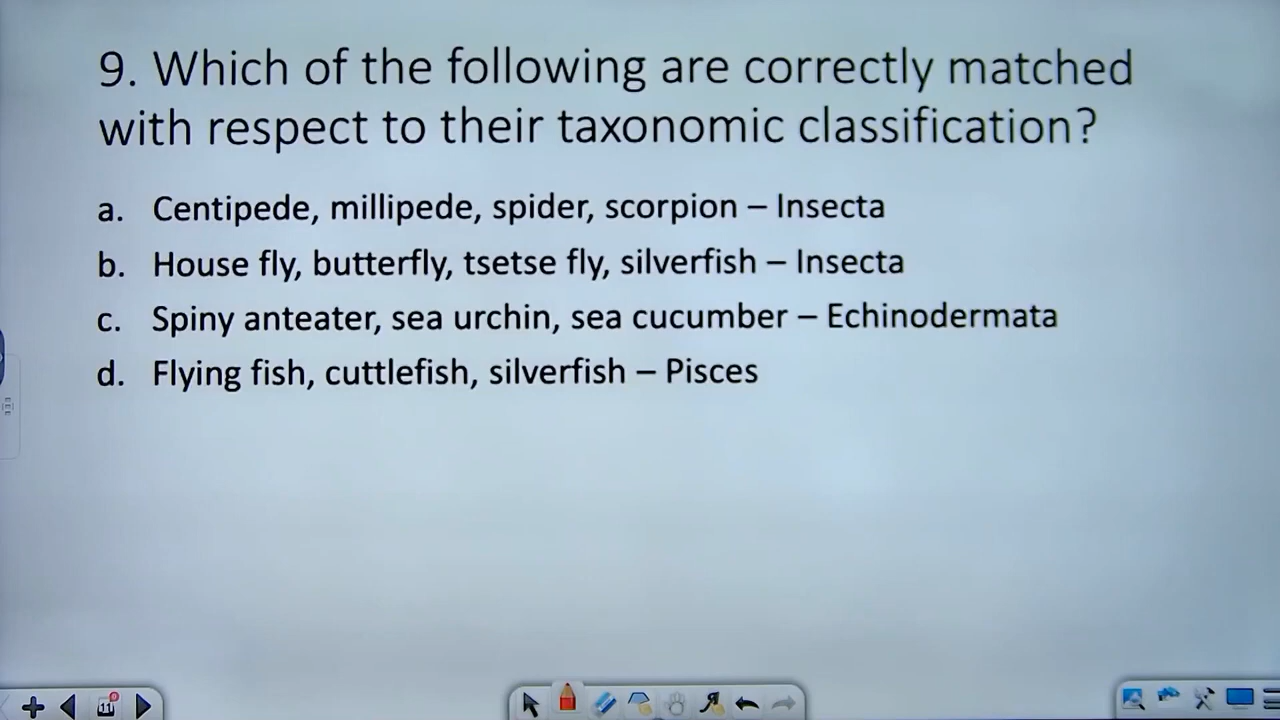 9. Which of the following are correctly matched
with respect to their taxonomic classification?
a. Centipede, millipede, spider, scorpion – Insecta
b. House fly, butterfly, tsetse fly, silverfish – Insecta
c. Spiny anteater, sea urchin, sea cucumber – Echinodermata
d. Flying fish, cuttlefish, silverfish – Pisces
11